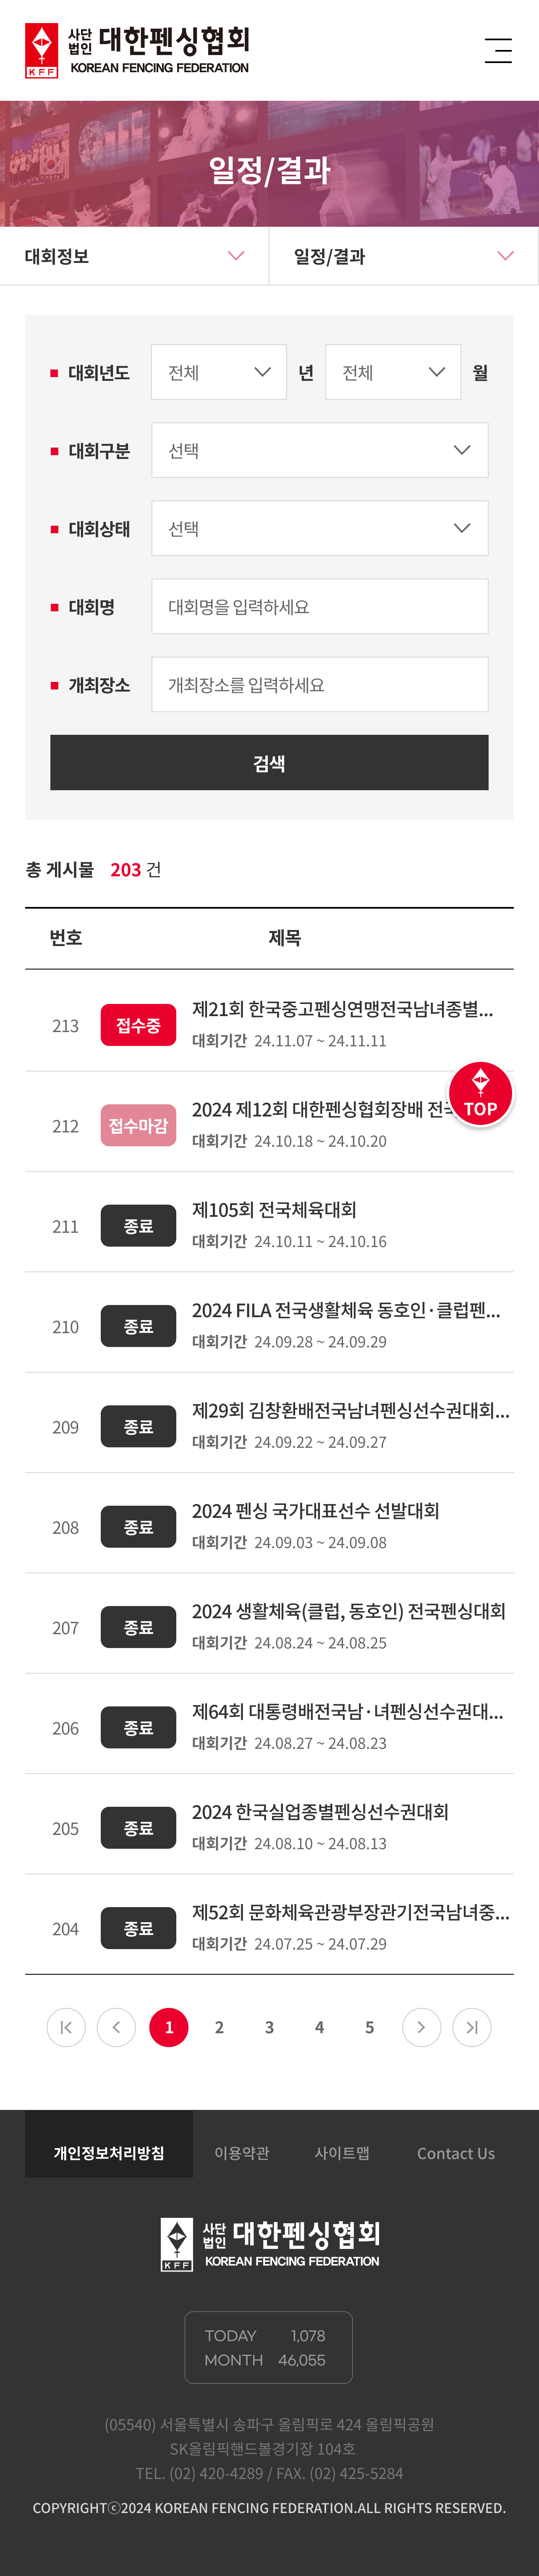 KFF
사단법인 대한펜싱협회
KOREAN FENCING FEDERATION
일정/결과
대회정보
일정/결과
대회년도 전체 년 전체 월
대회구분 선택
대회상태 선택
대회명 대회명을 입력하세요
개최장소 개최장소를 입력하세요
검색
총 게시물 203 건
번호 제목
213 접수중 제21회 한국중고펜싱연맹전국남녀종별...
대회기간 24.11.07 ~ 24.11.11
212 접수마감 2024 제12회 대한펜싱협회장배
대회기간 24.10.18 ~ 24.10.20
TOP
211 종료 제105회 전국체육대회
대회기간 24.10.11 ~ 24.10.16
210 종료 2024 FILA 전국생활체육 동호인·클럽펜...
대회기간 24.09.28 ~ 24.09.29
209 종료 제29회 김창환배전국남녀펜싱선수권대회...
대회기간 24.09.22 ~ 24.09.27
208 종료 2024 펜싱 국가대표선수 선발대회
대회기간 24.09.03 ~ 24.09.08
207 종료 2024 생활체육(클럽, 동호인) 전국펜싱대회
대회기간 24.08.24 ~ 24.08.25
206 종료 제64회 대통령배전국남·녀펜싱선수권대...
대회기간 24.08.27 ~ 24.08.23
205 종료 2024 한국실업종별펜싱선수권대회
대회기간 24.08.10 ~ 24.08.13
204 종료 제52회 문화체육관광부장관기전국남녀중...
대회기간 24.07.25 ~ 24.07.29
1 2 3 4 5
개인정보처리방침 이용약관 사이트맵 Contact Us
KFF
사단법인 대한펜싱협회
KOREAN FENCING FEDERATION
TODAY 1,078
MONTH 46,055
(05540) 서울특별시 송파구 올림픽로 424 올림픽공원
SK올림픽핸드볼경기장 104호
TEL. (02) 420-4289 / FAX. (02) 425-5284
COPYRIGHTⓒ2024 KOREAN FENCING FEDERATION.ALL RIGHTS RESERVED.